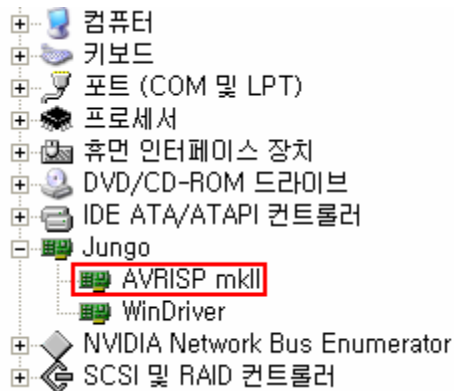 컴퓨터
키보드
포트 (COM 및 LPT)
프로세서
휴먼 인터페이스 장치
DVD/CD-ROM 드라이브
IDE ATA/ATAPI 컨트롤러
Jungo
AVRISP mkII
WinDriver
NVIDIA Network Bus Enumerator
SCSI 및 RAID 컨트롤러